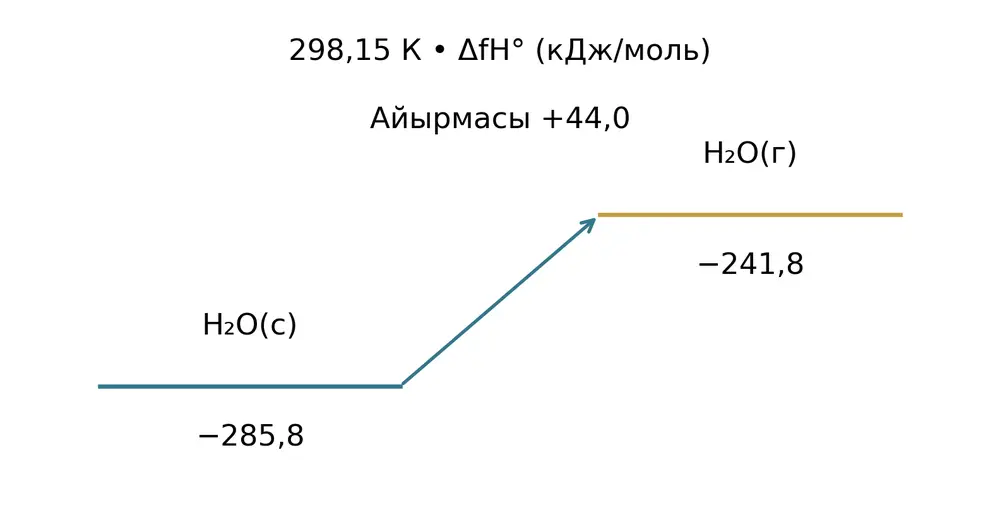 298,15 К • ΔfH° (кДж/моль)
Айырмасы +44,0
H₂O(г)
−241,8
H₂O(с)
−285,8